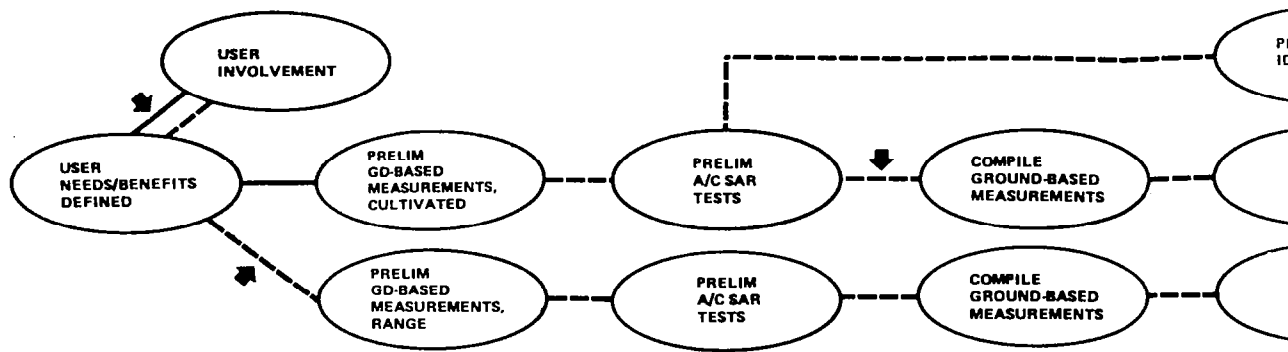 USER
INVOLVEMENT
USER
NEEDS/BENEFITS
DEFINED
PRELIM
GD-BASED
MEASUREMENTS,
CULTIVATED
PRELIM
A/C SAR
TESTS
COMPILE
GROUND-BASED
MEASUREMENTS
PRELIM
GD-BASED
MEASUREMENTS,
RANGE
PRELIM
A/C SAR
TESTS
COMPILE
GROUND-BASED
MEASUREMENTS